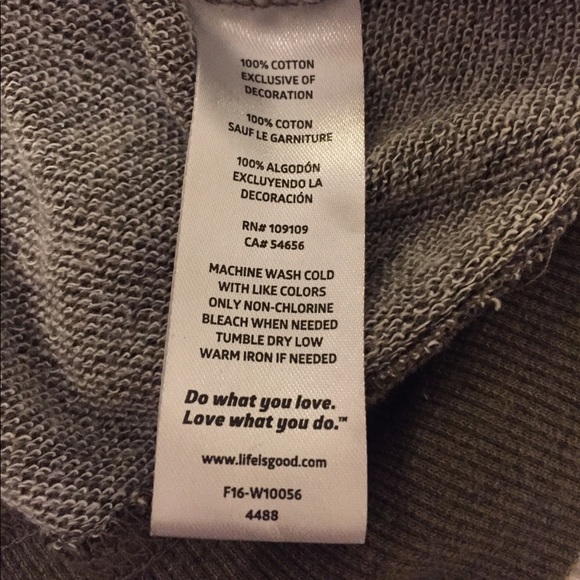 100% COTTON
EXCLUSIVE OF
DECORATION
100% COTON
SAUF LE GARNITURE
100% ALGODÓN
EXCLUYENDO LA
DECORACIÓN
RN# 109109
CA# 54656
MACHINE WASH COLD
WITH LIKE COLORS
ONLY NON-CHLORINE
BLEACH WHEN NEEDED
TUMBLE DRY LOW
WARM IRON IF NEEDED
Do what you love.
Love what you do.™
www.lifeisgood.com
F16-W10056
4488